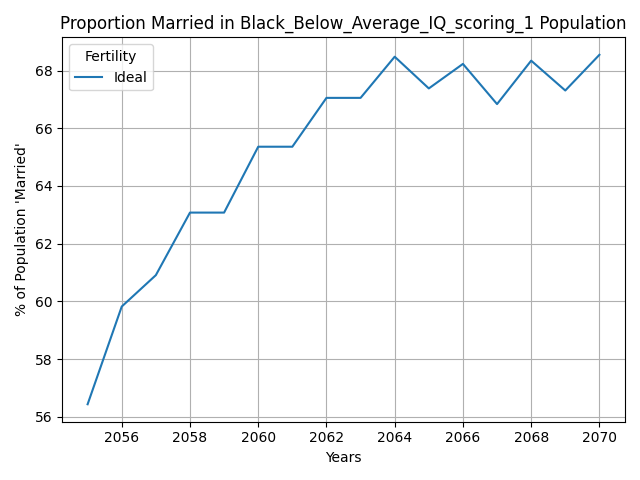 Proportion Married in Black_Below_Average_IQ_scoring_1 Population
Fertility
Ideal
% of Population 'Married'
68
66
64
62
60
58
56
2056 2058 2060 2062 2064 2066 2068 2070
Years